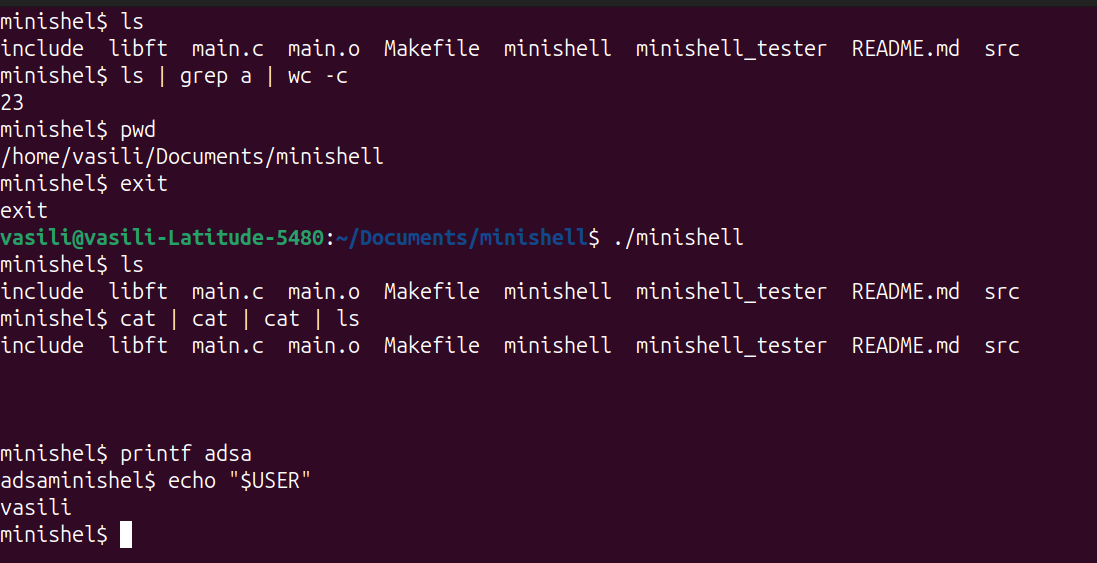 minishel$ ls
include  libft  main.c  main.o  Makefile  minishell  minishell_tester  README.md  src
minishel$ ls | grep a | wc -c
23
minishel$ pwd
/home/vasili/Documents/minishell
minishel$ exit
exit
vasili@vasili-Latitude-5480:~/Documents/minishell$ ./minishell
minishel$ ls
include  libft  main.c  main.o  Makefile  minishell  minishell_tester  README.md  src
minishel$ cat | cat | cat | ls
include  libft  main.c  main.o  Makefile  minishell  minishell_tester  README.md  src
minishel$ printf adsa
adsaminishel$ echo "$USER"
vasili
minishel$